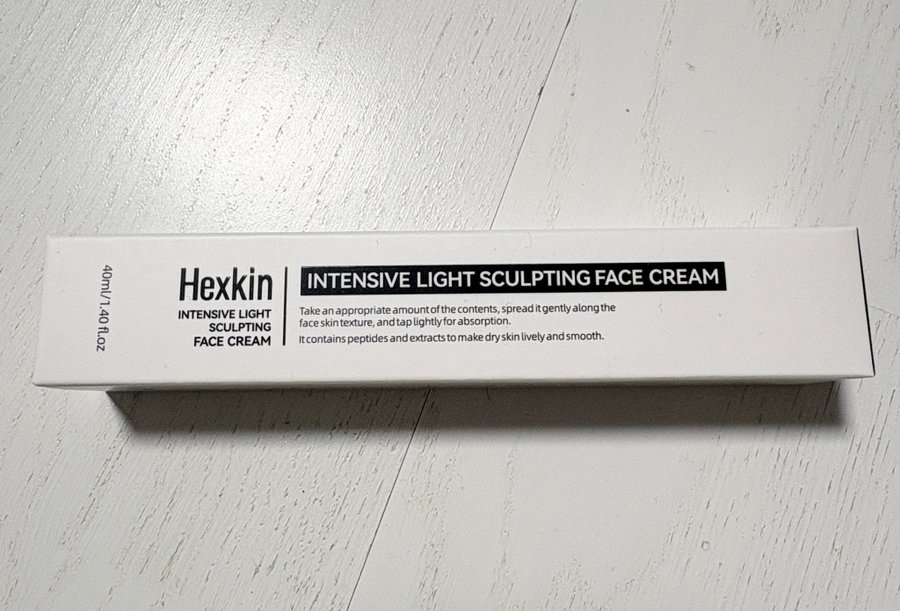 40ml/1.40 fl.oz
Hexkin
INTENSIVE LIGHT
SCULPTING
FACE CREAM
INTENSIVE LIGHT SCULPTING FACE CREAM
Take an appropriate amount of the contents, spread it gently along the
face skin texture, and tap lightly for absorption.
It contains peptides and extracts to make dry skin lively and smooth.